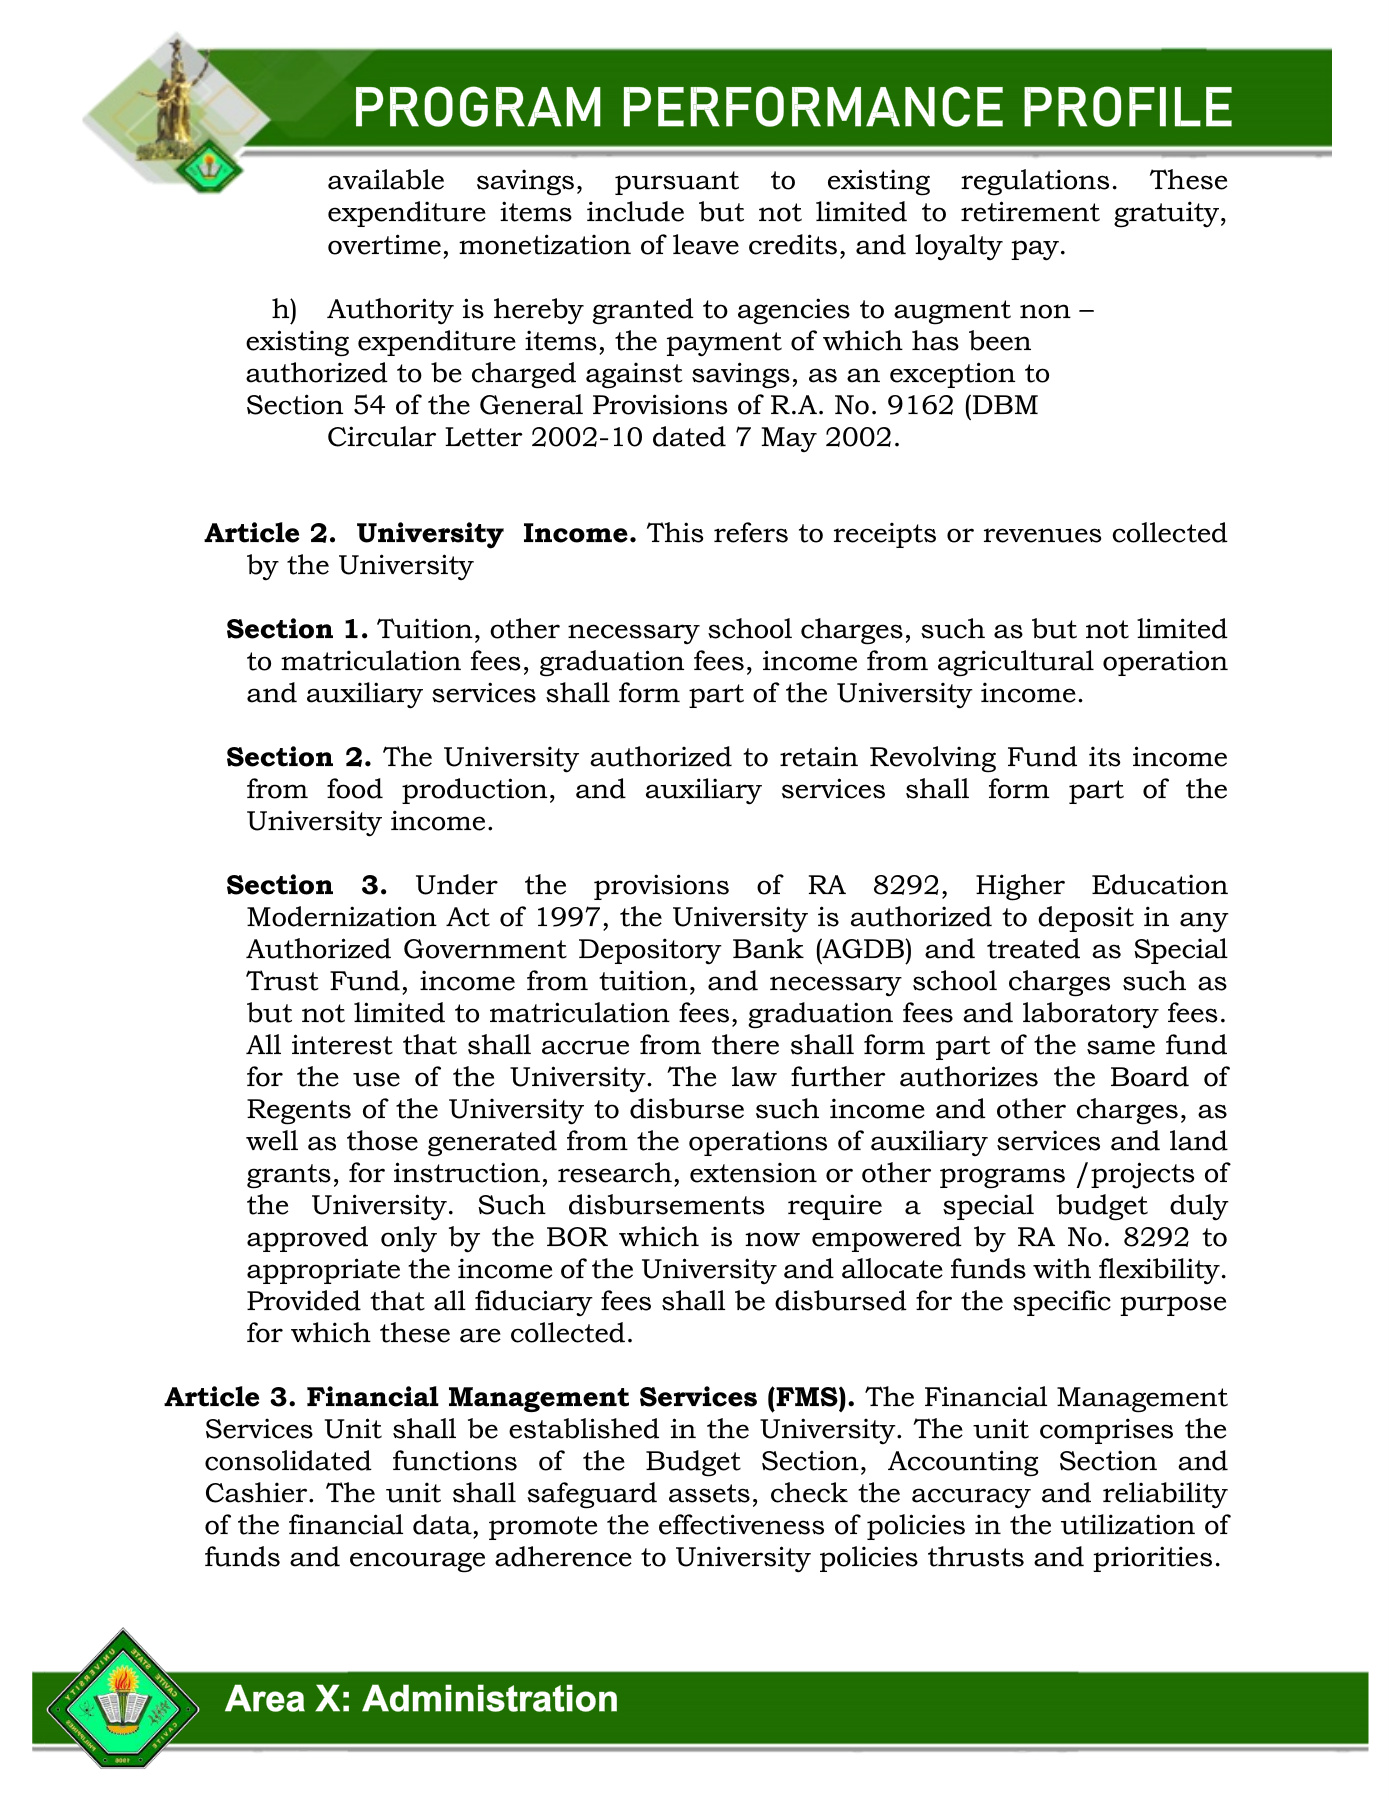 PROGRAM PERFORMANCE PROFILE
available savings, pursuant to existing regulations. These
expenditure items include but not limited to retirement gratuity,
overtime, monetization of leave credits, and loyalty pay.
h) Authority is hereby granted to agencies to augment non –
existing expenditure items, the payment of which has been
authorized to be charged against savings, as an exception to
Section 54 of the General Provisions of R.A. No. 9162 (DBM
Circular Letter 2002-10 dated 7 May 2002.
Article 2. University Income. This refers to receipts or revenues collected
by the University
Section 1. Tuition, other necessary school charges, such as but not limited
to matriculation fees, graduation fees, income from agricultural operation
and auxiliary services shall form part of the University income.
Section 2. The University authorized to retain Revolving Fund its income
from food production, and auxiliary services shall form part of the
University income.
Section 3. Under the provisions of RA 8292, Higher Education
Modernization Act of 1997, the University is authorized to deposit in any
Authorized Government Depository Bank (AGDB) and treated as Special
Trust Fund, income from tuition, and necessary school charges such as
but not limited to matriculation fees, graduation fees and laboratory fees.
All interest that shall accrue from there shall form part of the same fund
for the use of the University. The law further authorizes the Board of
Regents of the University to disburse such income and other charges, as
well as those generated from the operations of auxiliary services and land
grants, for instruction, research, extension or other programs /projects of
the University. Such disbursements require a special budget duly
approved only by the BOR which is now empowered by RA No. 8292 to
appropriate the income of the University and allocate funds with flexibility.
Provided that all fiduciary fees shall be disbursed for the specific purpose
for which these are collected.
Article 3. Financial Management Services (FMS). The Financial Management
Services Unit shall be established in the University. The unit comprises the
consolidated functions of the Budget Section, Accounting Section and
Cashier. The unit shall safeguard assets, check the accuracy and reliability
of the financial data, promote the effectiveness of policies in the utilization of
funds and encourage adherence to University policies thrusts and priorities.
CAVITE STATE UNIVERSITY
CAVITE
PHILIPPINES
1906
Area X: Administration